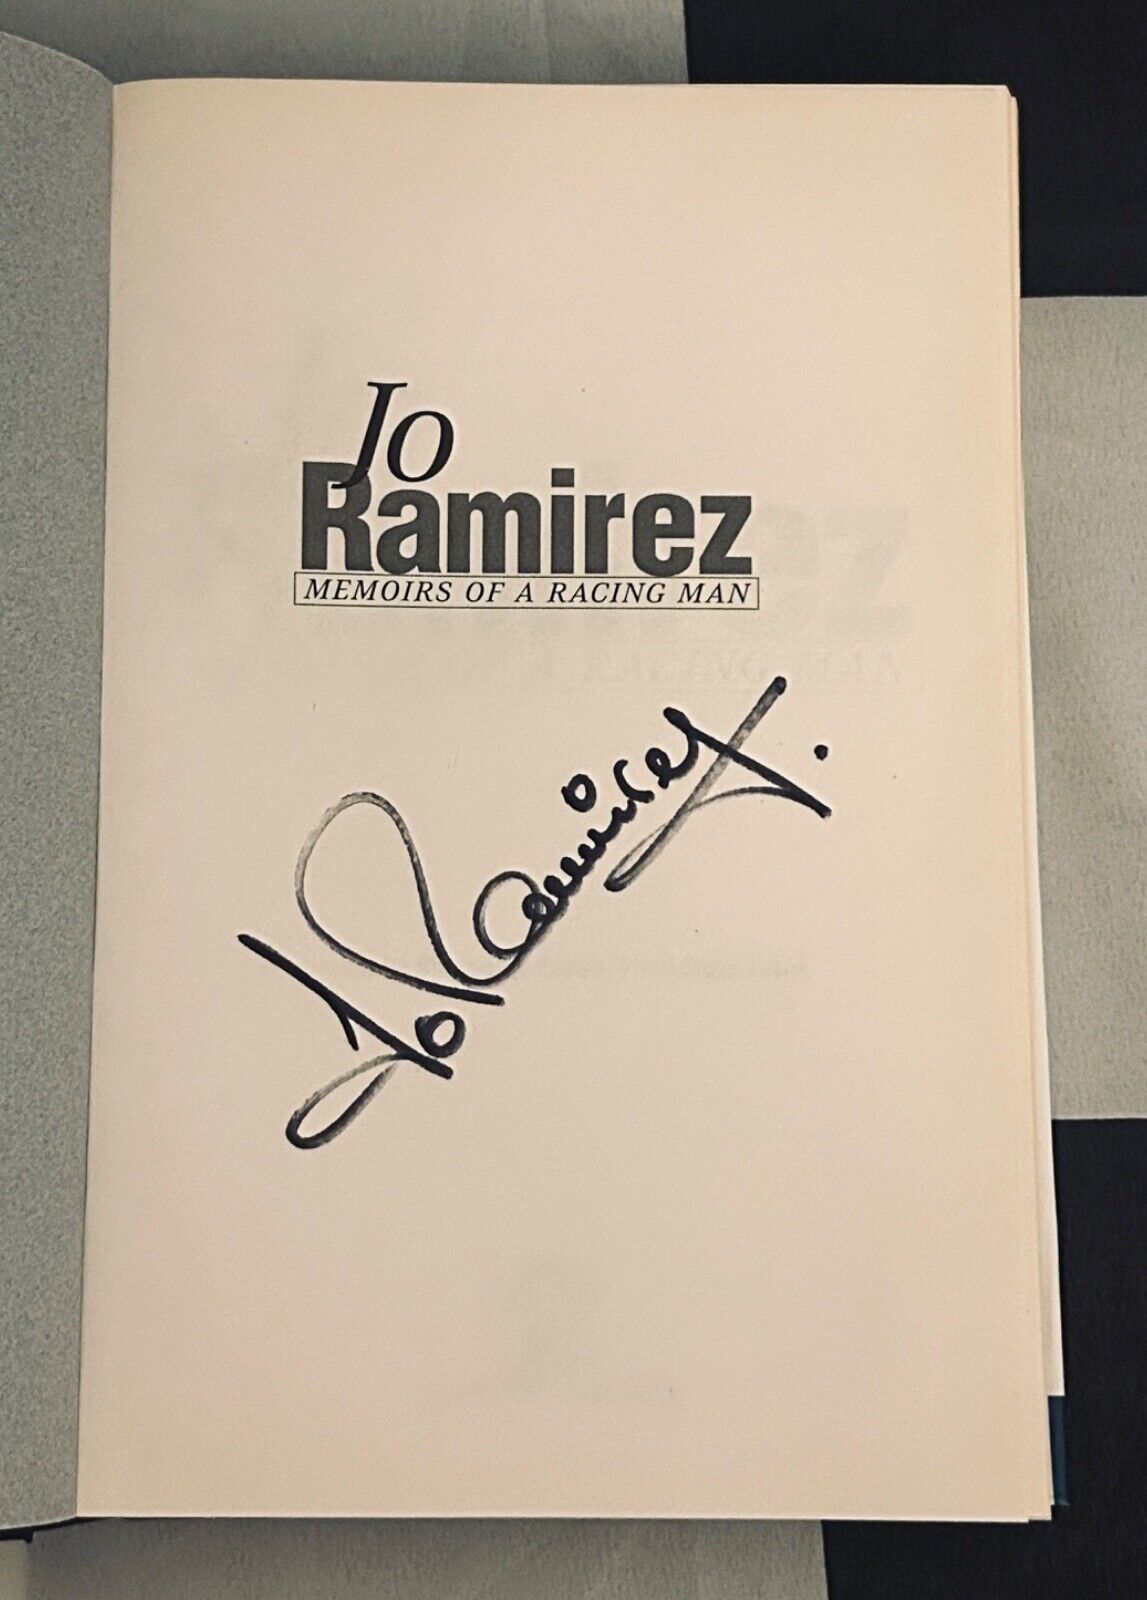 Jo
Ramirez
MEMOIRS OF A RACING MAN
Jo Ramirez.